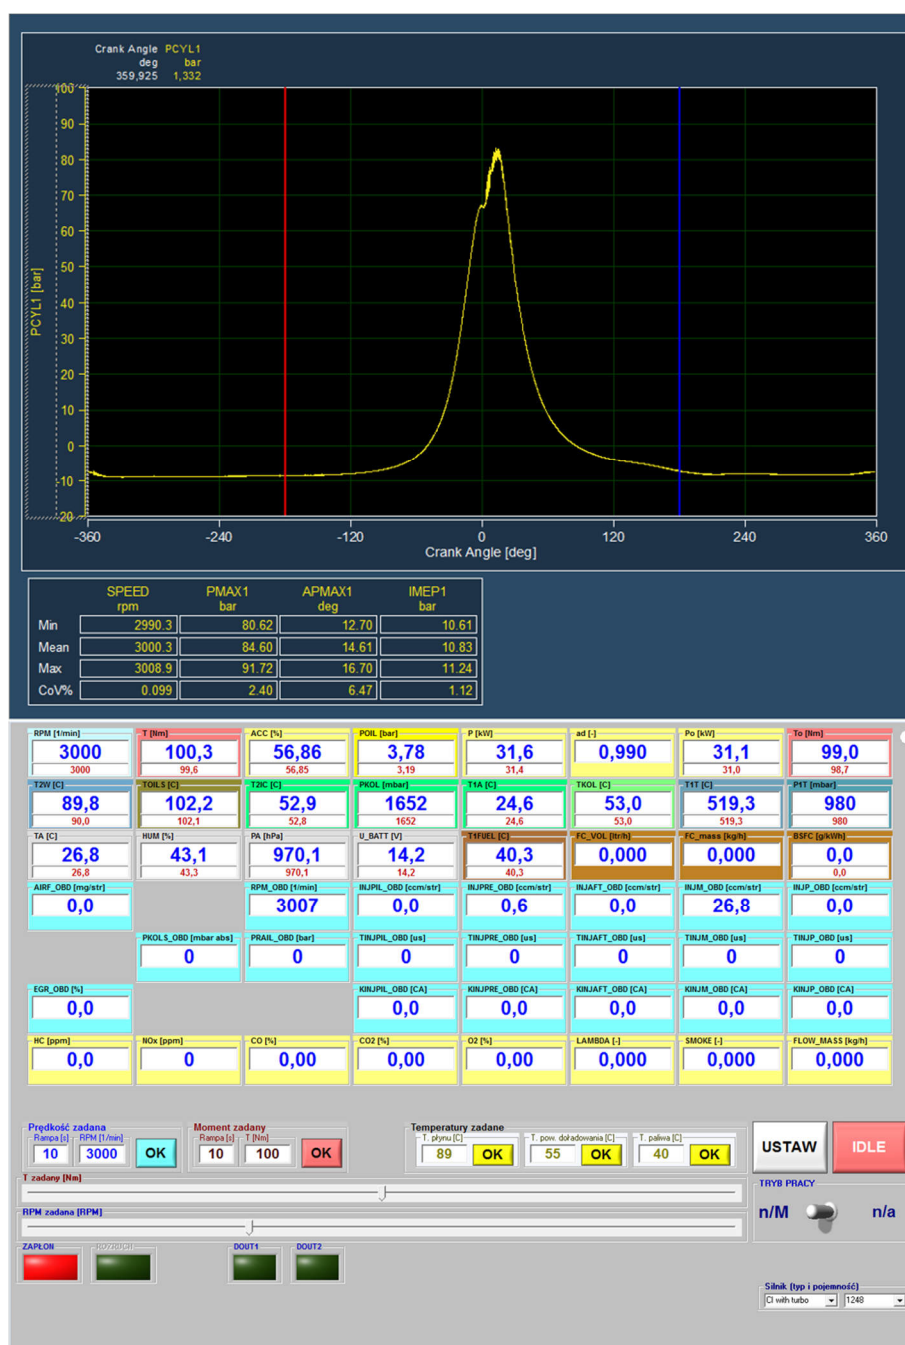 Crank Angle PCYL1
deg bar
359,925 1,332
100
90
80
70
60
50
40
30
20
10
0
-10
-20
PCYL1 [bar]
-360 -240 -120 0 120 240 360
Crank Angle [deg]
SPEED PMAX1 APMAX1 IMEP1
rpm bar deg bar
Min 2990.3 80.62 12.70 10.61
Mean 3000.3 84.60 14.61 10.83
Max 3008.9 91.72 16.70 11.24
CoV% 0.099 2.40 6.47 1.12
RPM [1/min] T [Nm] ACC [%] POIL [bar] P [kW] ad [-] Po [kW] To [Nm]
3000 100,3 56,86 3,78 31,6 0,990 31,1 99,0
3000 99,6 56,85 3,19 31,4 31,0 98,7
T2W [C] TOILS [C] T2IC [C] PKOL [mbar] T1A [C] TKOL [C] T1T [C] P1T [mbar]
89,8 102,2 52,9 1652 24,6 53,0 519,3 980
90,0 102,1 52,8 1652 24,6 53,0 519,3 980
TA [C] HUM [%] PA [hPa] U_BATT [V] T1FUEL [C] FC_VOL [ltr/h] FC_mass [kg/h] BSFC [g/kWh]
26,8 43,1 970,1 14,2 40,3 0,000 0,000 0,0
26,8 43,3 970,1 14,2 40,3 0,0
AIRF_OBD [mg/str] RPM_OBD [1/min] INJPIL_OBD [ccm/str] INJPRE_OBD [ccm/str] INJAFT_OBD [ccm/str] INJM_OBD [ccm/str] INJP_OBD [ccm/str]
0,0 3007 0,0 0,6 0,0 26,8 0,0
PKOLS_OBD [mbar abs] PRAIL_OBD [bar] TINJPIL_OBD [us] TINJPRE_OBD [us] TINJAFT_OBD [us] TINJM_OBD [us] TINJP_OBD [us]
0 0 0 0 0 0 0
EGR_OBD [%] KINJPIL_OBD [CA] KINJPRE_OBD [CA] KINJAFT_OBD [CA] KINJM_OBD [CA] KINJP_OBD [CA]
0,0 0,0 0,0 0,0 0,0 0,0
HC [ppm] NOx [ppm] CO [%] CO2 [%] O2 [%] LAMBDA [-] SMOKE [-] FLOW_MASS [kg/h]
0,0 0 0,00 0,00 0,00 0,000 0,000 0,000
Prędkość zadana Moment zadany Temperatury zadane
Rampa [s] RPM [1/min] Rampa [s] T [Nm] T. płynu [C] T. pow. doładowania [C] T. paliwa [C]
10 3000 OK 10 100 OK 89 OK 55 OK 40 OK
USTAW IDLE
T zadany [Nm]
TRYB PRACY
RPM zadana [RPM]
n/M n/a
ZAPŁON ROZRUCH DOUT1 DOUT2
Silnik (typ i pojemność)
CI with turbo 1248